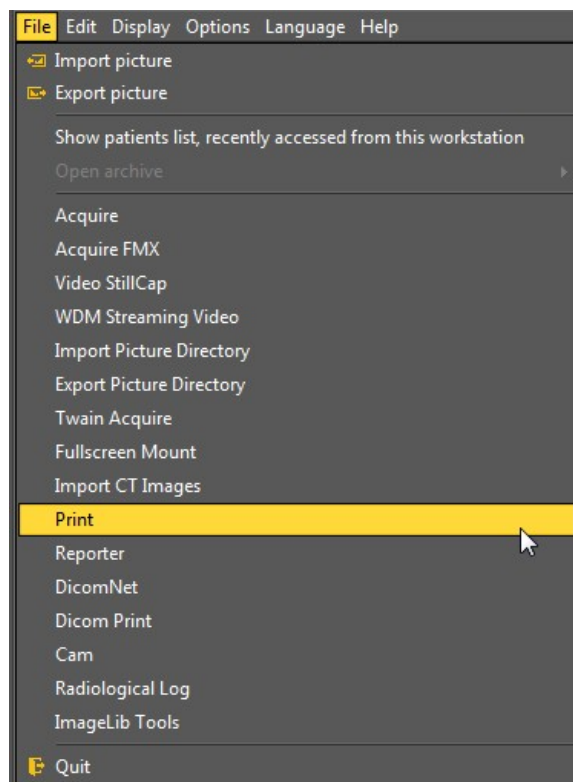 File Edit Display Options Language Help
Import picture
Export picture
Show patients list, recently accessed from this workstation
Open archive
Acquire
Acquire FMX
Video StillCap
WDM Streaming Video
Import Picture Directory
Export Picture Directory
Twain Acquire
Fullscreen Mount
Import CT Images
Print
Reporter
DicomNet
Dicom Print
Cam
Radiological Log
ImageLib Tools
Quit